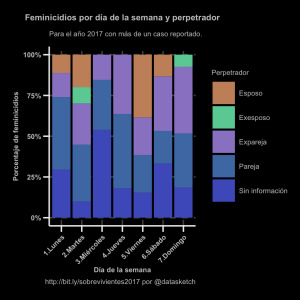 Feminicidios por día de la semana y perpetrador
Para el año 2017 con más de un caso reportado.
Porcentaje de feminicidios
100%
75%
50%
25%
0%
1.Lunes
2.Martes
3.Miércoles
4.Jueves
5.Viernes
6.Sábado
7.Domingo
Día de la semana
Perpetrador
Esposo
Exesposo
Expareja
Pareja
Sin información
http://bit.ly/sobrevivientes2017 por @datasketch